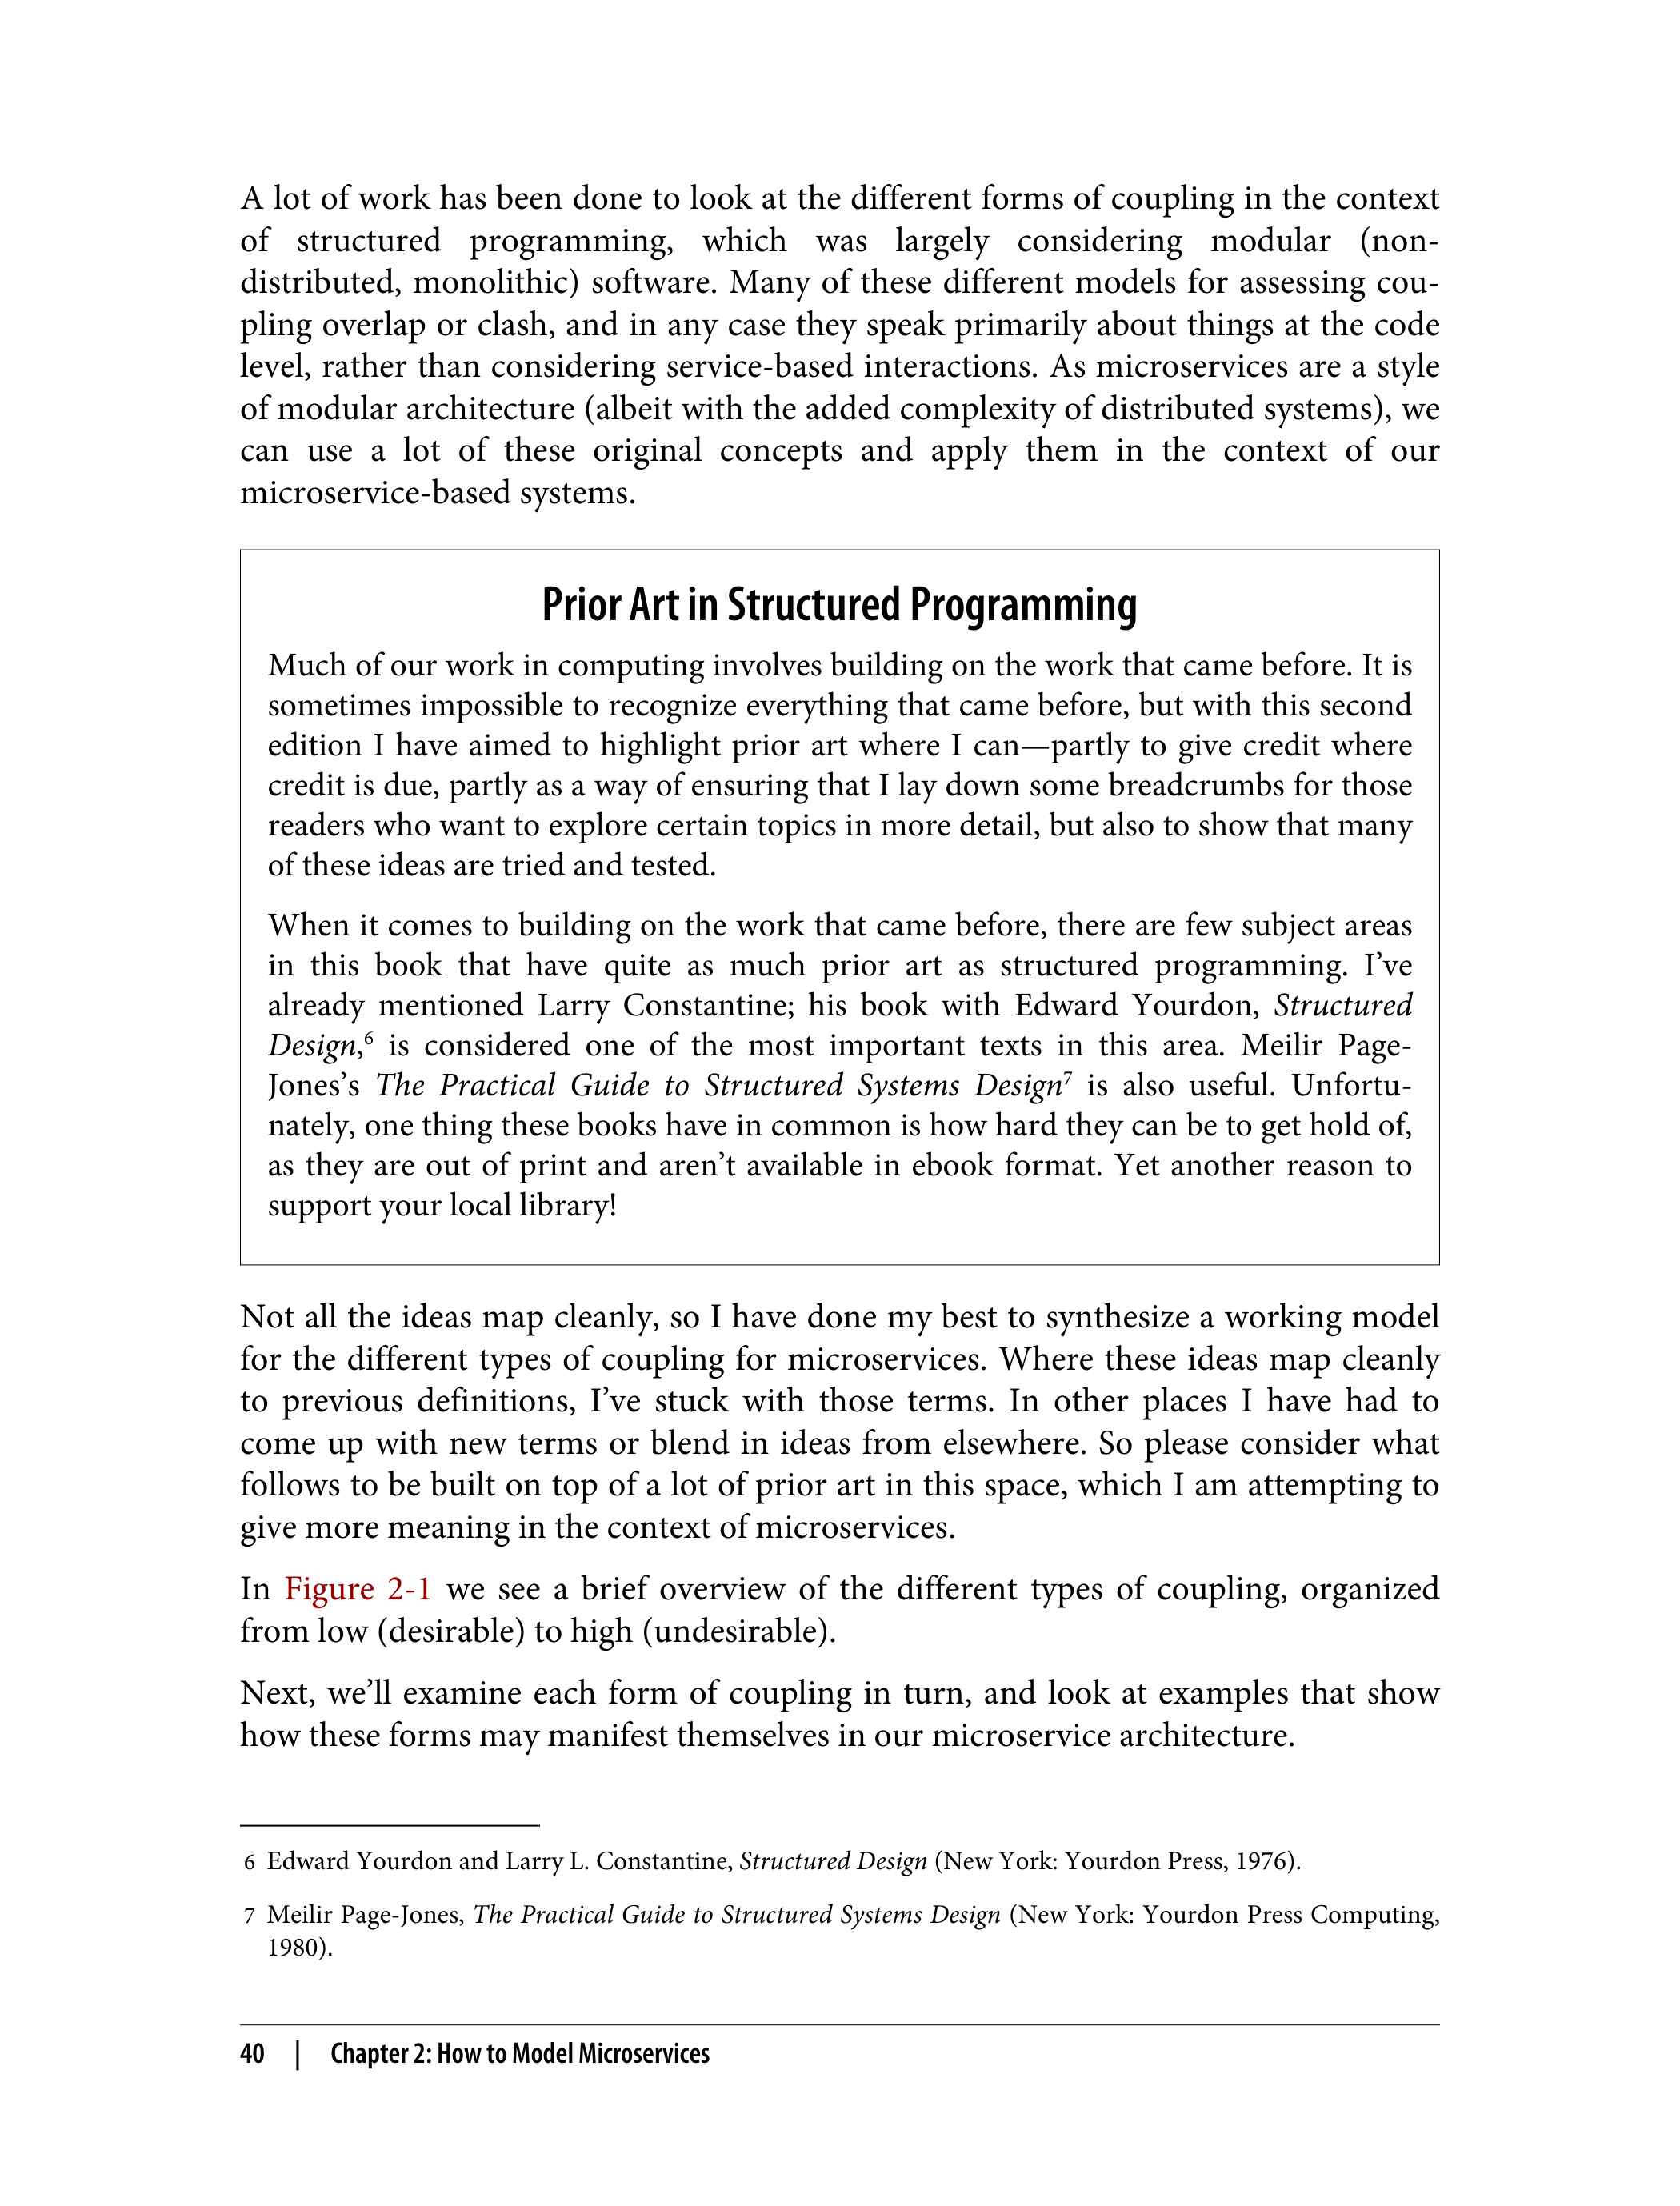 A lot of work has been done to look at the different forms of coupling in the context
of structured programming, which was largely considering modular (non-
distributed, monolithic) software. Many of these different models for assessing cou-
pling overlap or clash, and in any case they speak primarily about things at the code
level, rather than considering service-based interactions. As microservices are a style
of modular architecture (albeit with the added complexity of distributed systems), we
can use a lot of these original concepts and apply them in the context of our
microservice-based systems.
Prior Art in Structured Programming
Much of our work in computing involves building on the work that came before. It is
sometimes impossible to recognize everything that came before, but with this second
edition I have aimed to highlight prior art where I can—partly to give credit where
credit is due, partly as a way of ensuring that I lay down some breadcrumbs for those
readers who want to explore certain topics in more detail, but also to show that many
of these ideas are tried and tested.
When it comes to building on the work that came before, there are few subject areas
in this book that have quite as much prior art as structured programming. I’ve
already mentioned Larry Constantine; his book with Edward Yourdon, Structured
Design,6 is considered one of the most important texts in this area. Meilir Page-
Jones’s The Practical Guide to Structured Systems Design7 is also useful. Unfortu-
nately, one thing these books have in common is how hard they can be to get hold of,
as they are out of print and aren’t available in ebook format. Yet another reason to
support your local library!
Not all the ideas map cleanly, so I have done my best to synthesize a working model
for the different types of coupling for microservices. Where these ideas map cleanly
to previous definitions, I’ve stuck with those terms. In other places I have had to
come up with new terms or blend in ideas from elsewhere. So please consider what
follows to be built on top of a lot of prior art in this space, which I am attempting to
give more meaning in the context of microservices.
In Figure 2-1 we see a brief overview of the different types of coupling, organized
from low (desirable) to high (undesirable).
Next, we’ll examine each form of coupling in turn, and look at examples that show
how these forms may manifest themselves in our microservice architecture.
6 Edward Yourdon and Larry L. Constantine, Structured Design (New York: Yourdon Press, 1976).
7 Meilir Page-Jones, The Practical Guide to Structured Systems Design (New York: Yourdon Press Computing,
1980).
40 | Chapter 2: How to Model Microservices